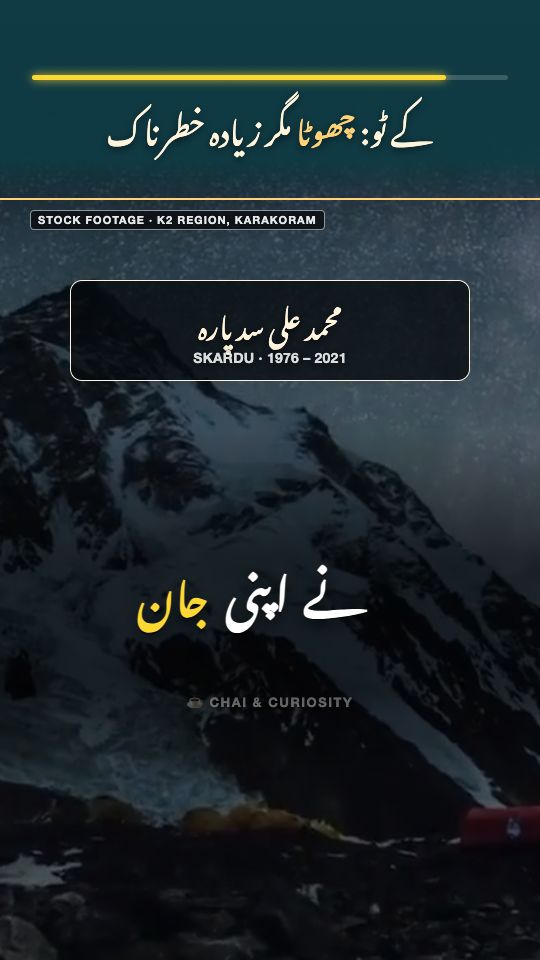 کے ٹو: چھوٹا مگر زیادہ خطرناک
STOCK FOOTAGE · K2 REGION, KARAKORAM
محمد علی سدپارہ
SKARDU · 1976 – 2021
نے اپنی جان
CHAI & CURIOSITY